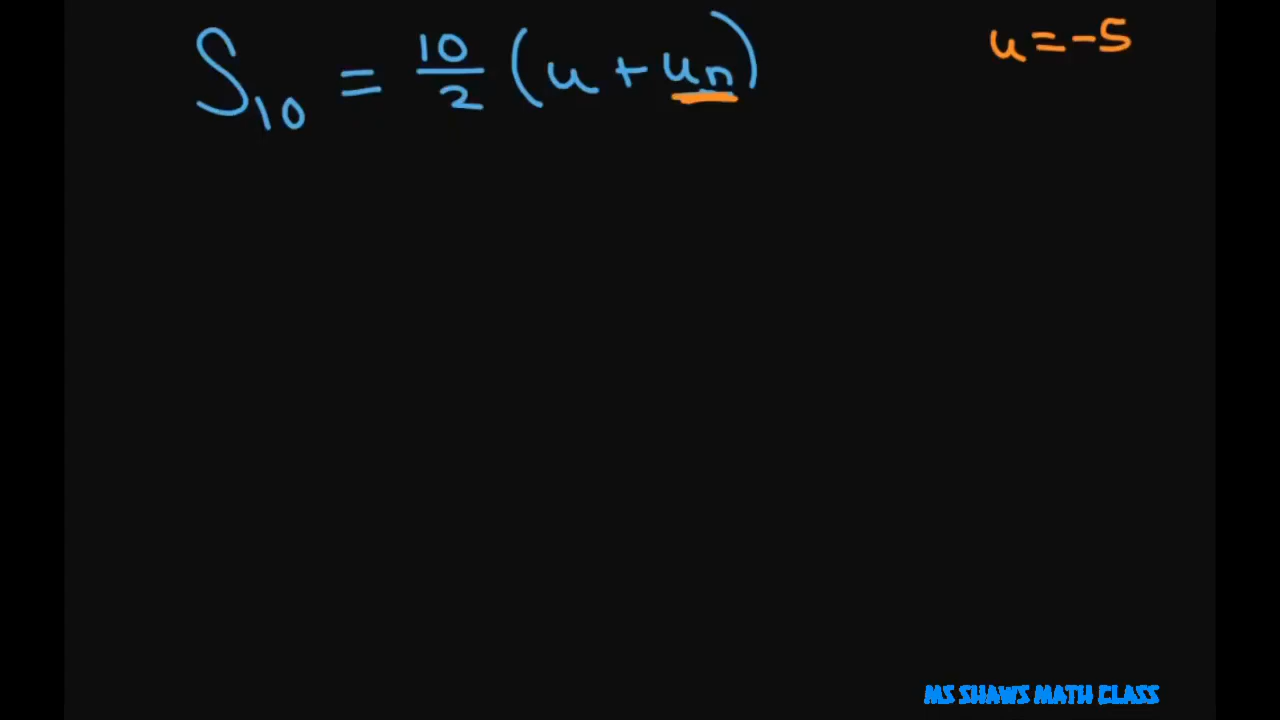 S₁₀ = 10/2 (u + uₙ)
u = -5
MS SHAWS MATH CLASS